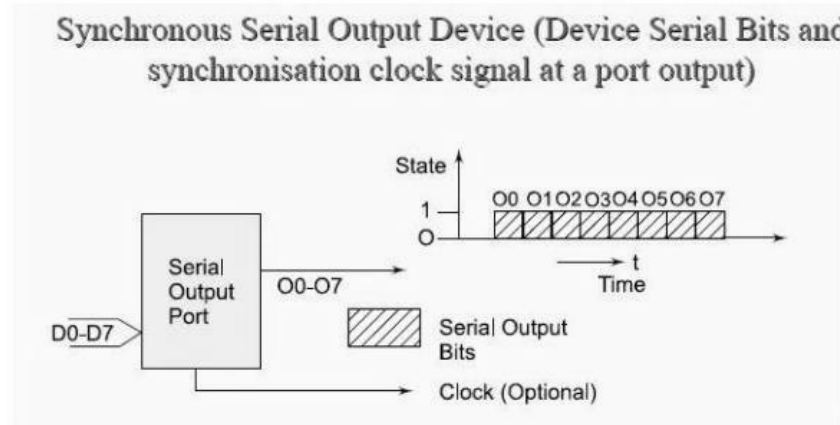 Synchronous Serial Output Device (Device Serial Bits and
synchronisation clock signal at a port output)
State
O0 O1 O2 O3 O4 O5 O6 O7
1
O
t
Time
Serial
Output
Port
O0-O7
D0-D7
Serial Output
Bits
Clock (Optional)